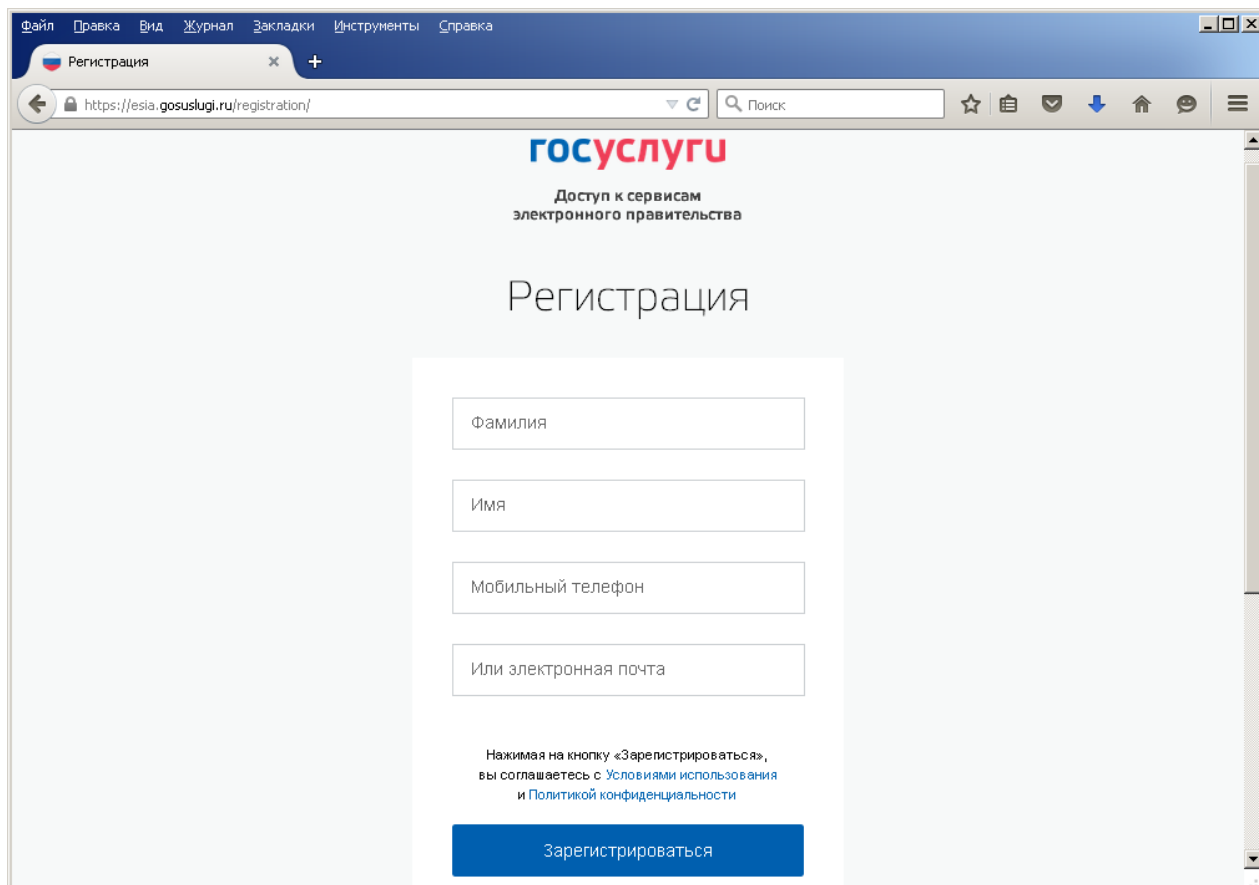 Файл Правка Вид Журнал Закладки Инструменты Справка
Регистрация
https://esia.gosuslugi.ru/registration/
Поиск
госуслуги
Доступ к сервисам
электронного правительства
Регистрация
Фамилия
Имя
Мобильный телефон
Или электронная почта
Нажимая на кнопку «Зарегистрироваться»,
вы соглашаетесь с Условиями использования
и Политикой конфиденциальности
Зарегистрироваться